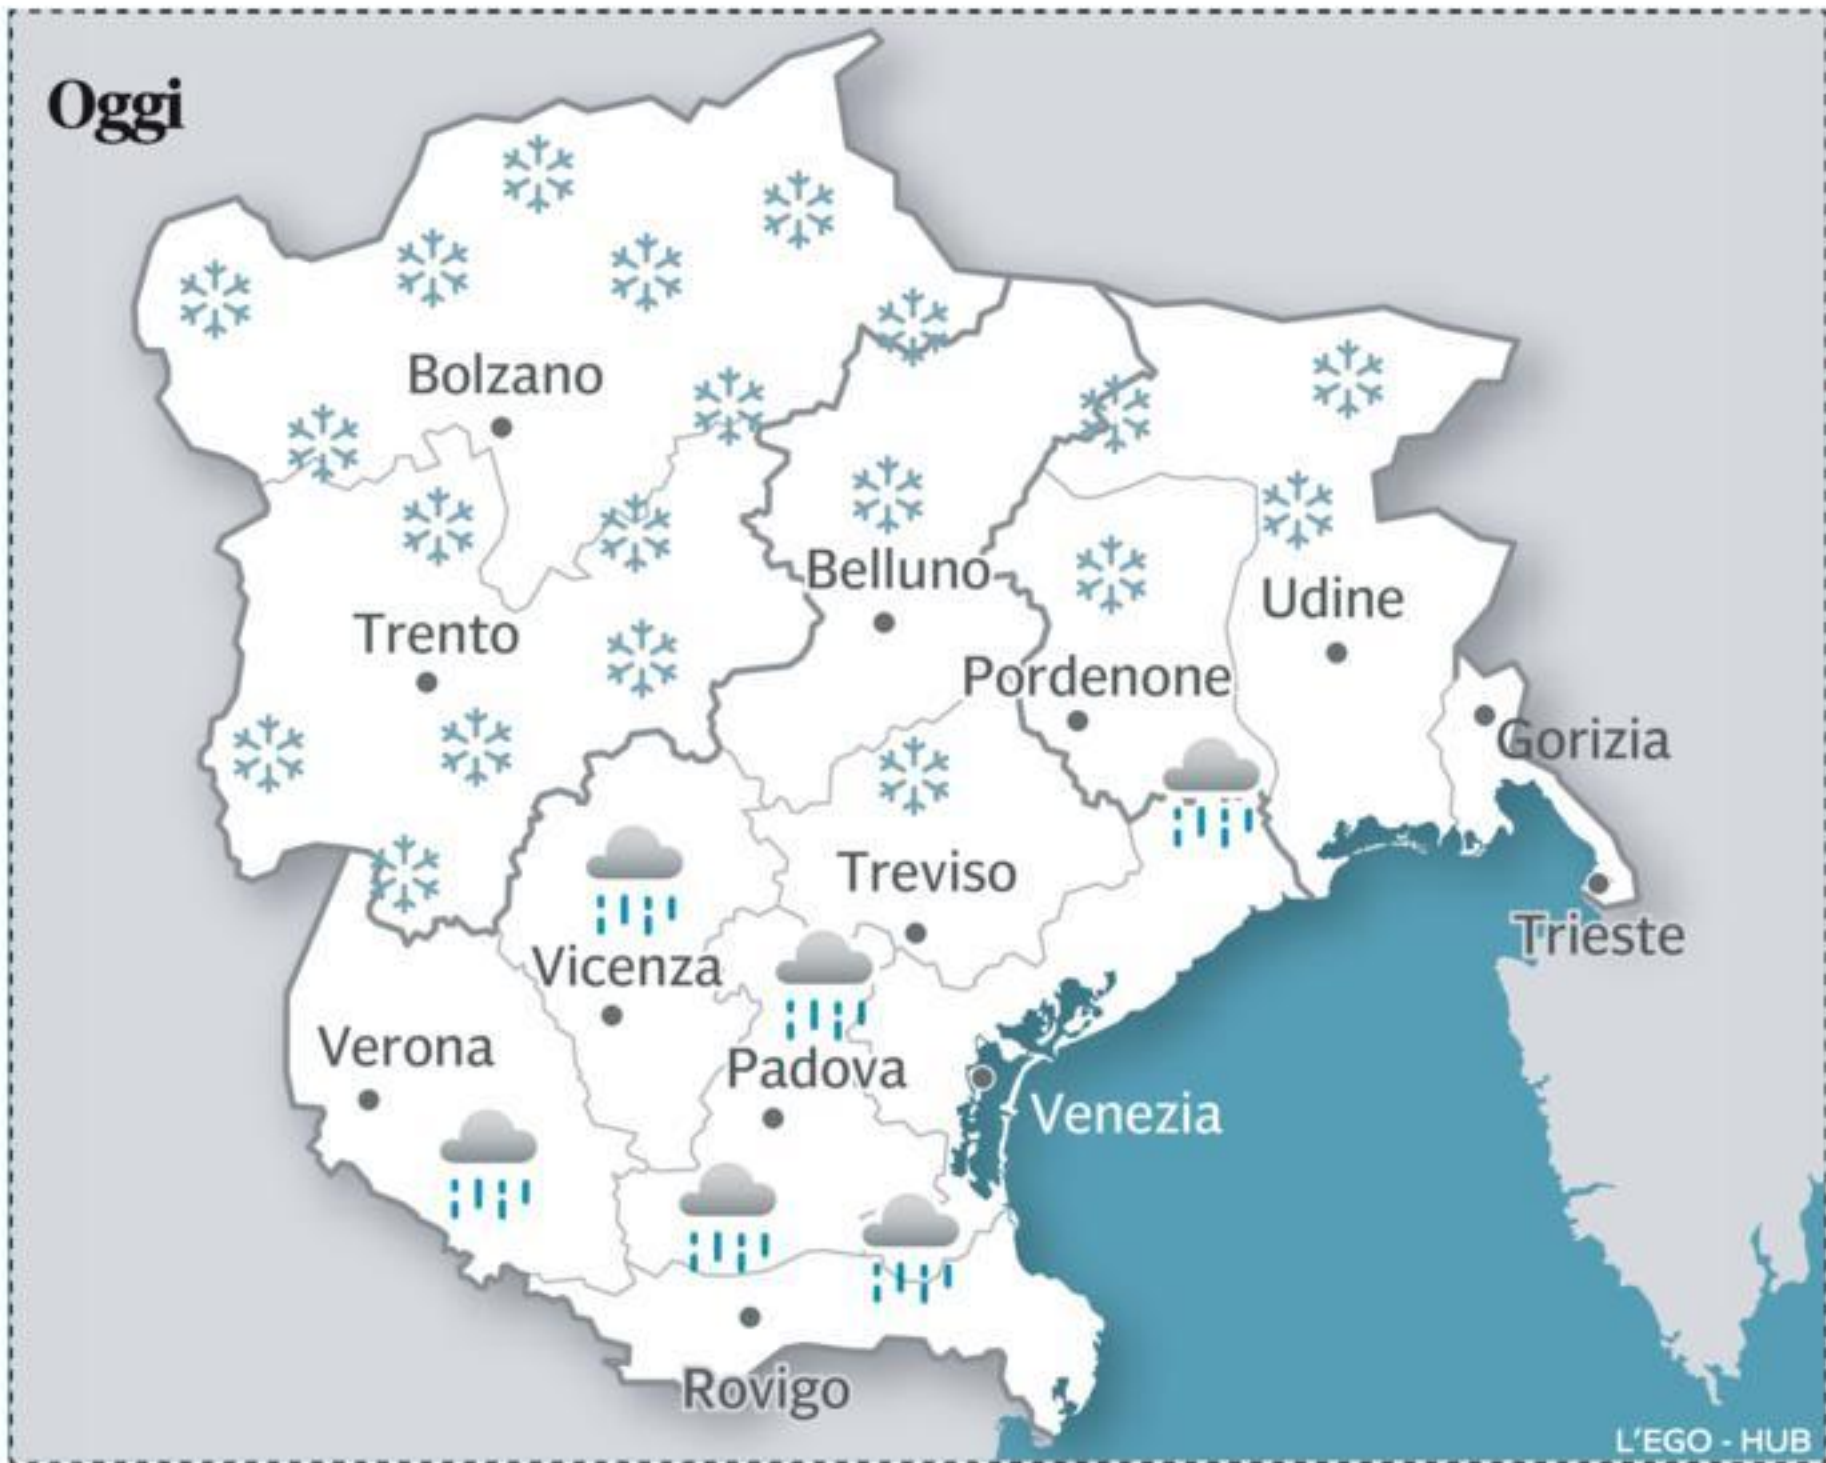 Oggi
Bolzano
Belluno
Udine
Trento
Pordenone
Gorizia
Treviso
Trieste
Vicenza
Verona
Padova
Venezia
Rovigo
L'EGO - HUB